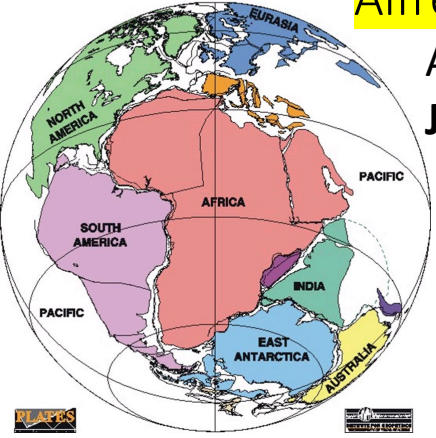 EURASIA
NORTH
AMERICA
PACIFIC
AFRICA
SOUTH
AMERICA
INDIA
PACIFIC
EAST
ANTARCTICA
AUSTRALIA
PLATES